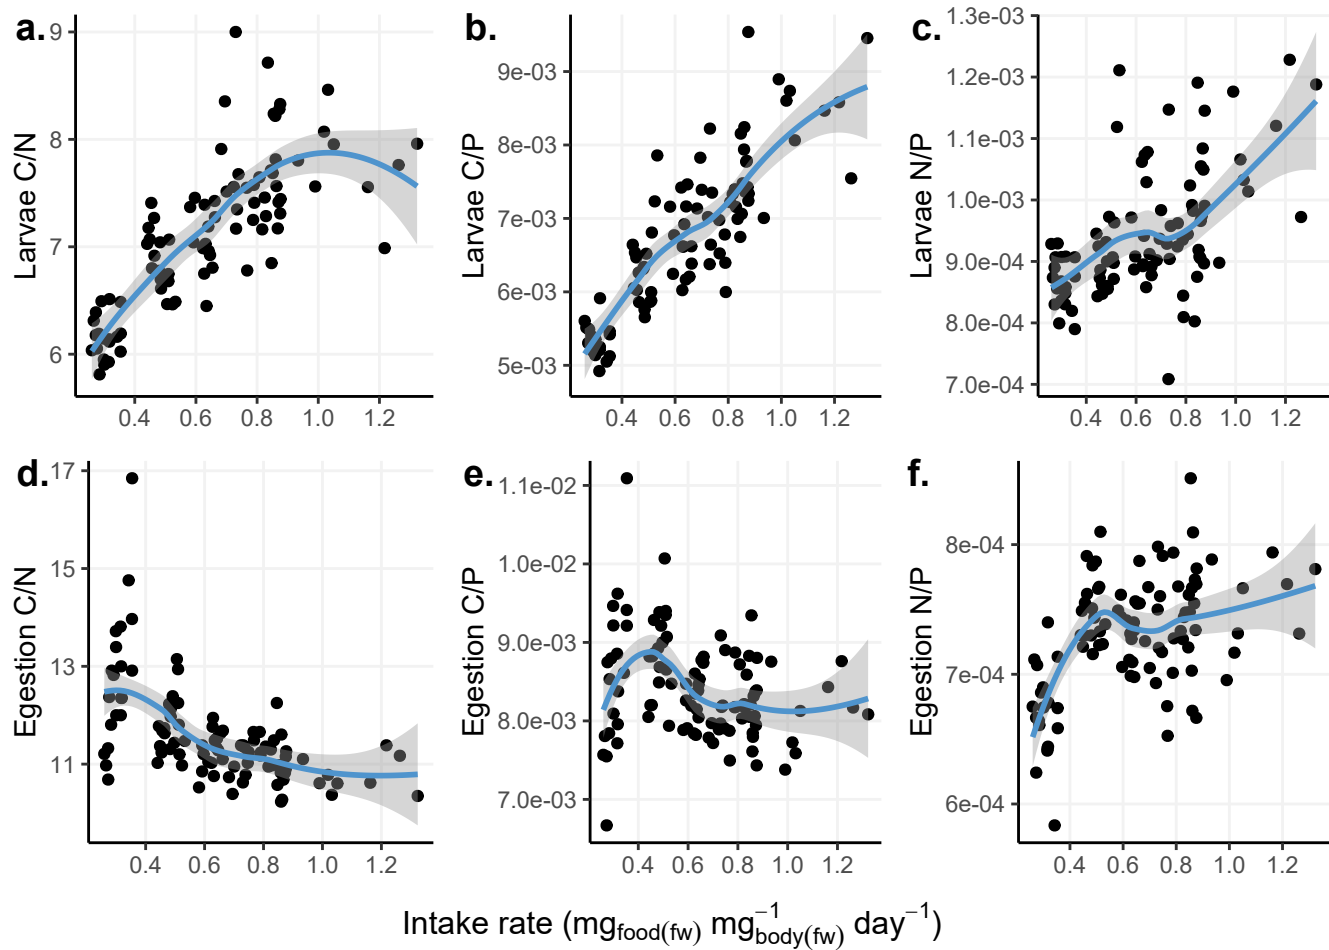 a.
Larvae C/N
9
8
7
6
0.4 0.6 0.8 1.0 1.2
b.
Larvae C/P
9e−03
8e−03
7e−03
6e−03
5e−03
0.4 0.6 0.8 1.0 1.2
c.
Larvae N/P
1.3e−03
1.2e−03
1.1e−03
1.0e−03
9.0e−04
8.0e−04
7.0e−04
0.4 0.6 0.8 1.0 1.2
d.
Egestion C/N
17
15
13
11
0.4 0.6 0.8 1.0 1.2
e.
Egestion C/P
1.1e−02
1.0e−02
9.0e−03
8.0e−03
7.0e−03
0.4 0.6 0.8 1.0 1.2
f.
Egestion N/P
8e−04
7e−04
6e−04
0.4 0.6 0.8 1.0 1.2
Intake rate (mg food(fw) mg −1 body(fw) day −1)